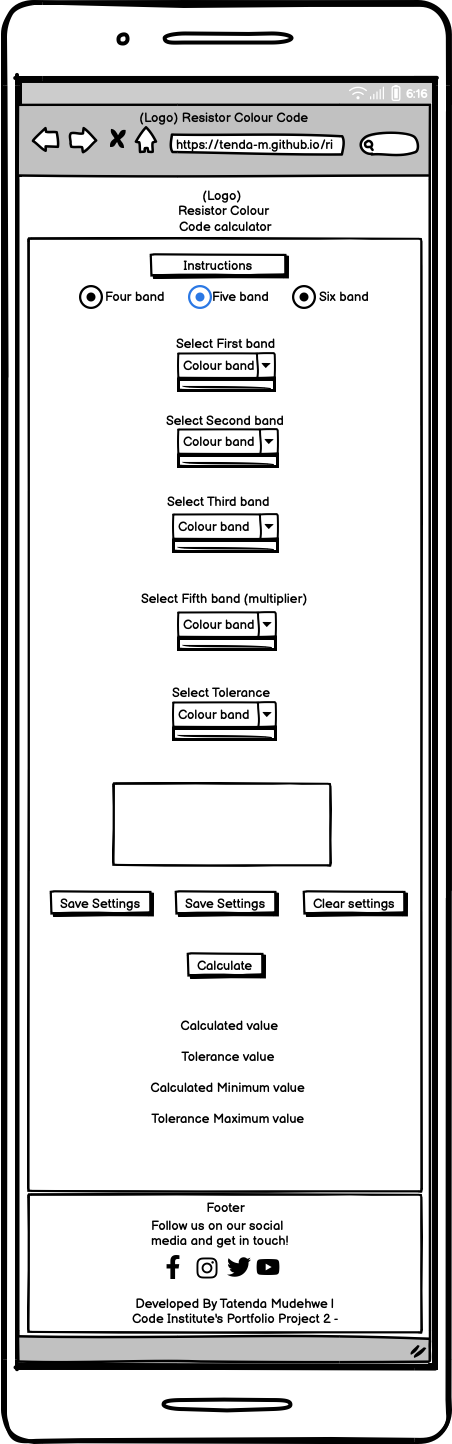 6:16
(Logo) Resistor Colour Code
https://tenda-m.github.io/ri
(Logo)
Resistor Colour
Code calculator
Instructions
Four band Five band Six band
Select First band
Colour band
Select Second band
Colour band
Select Third band
Colour band
Select Fifth band (multiplier)
Colour band
Select Tolerance
Colour band
Save Settings Save Settings Clear settings
Calculate
Calculated value
Tolerance value
Calculated Minimum value
Tolerance Maximum value
Footer
Follow us on our social
media and get in touch!
Developed By Tatenda Mudehwe |
Code Institute's Portfolio Project 2 -